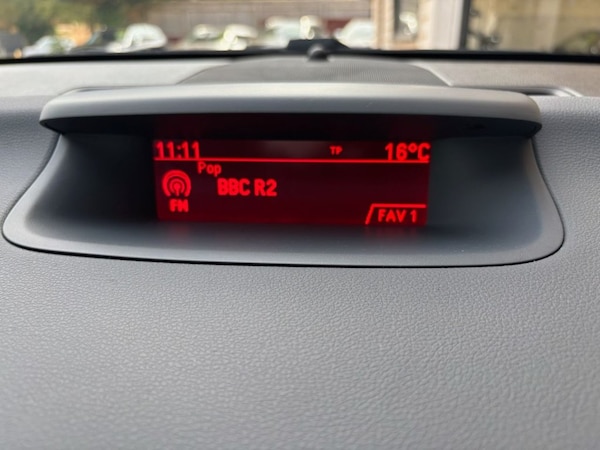 11:11 TP 16°C
Pop
BBC R2
FM
FAV 1